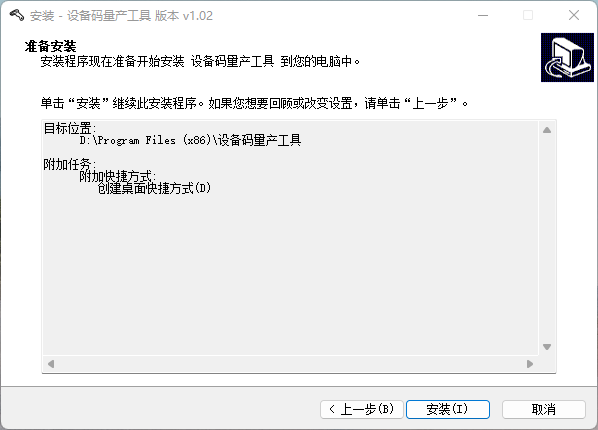 安装 - 设备码量产工具 版本 v1.02
准备安装
安装程序现在准备开始安装 设备码量产工具 到您的电脑中。
单击“安装”继续此安装程序。如果您想要回顾或改变设置，请单击“上一步”。
目标位置:
D:\Program Files (x86)\设备码量产工具
附加任务:
附加快捷方式:
创建桌面快捷方式(D)
< 上一步(B)
安装(I)
取消